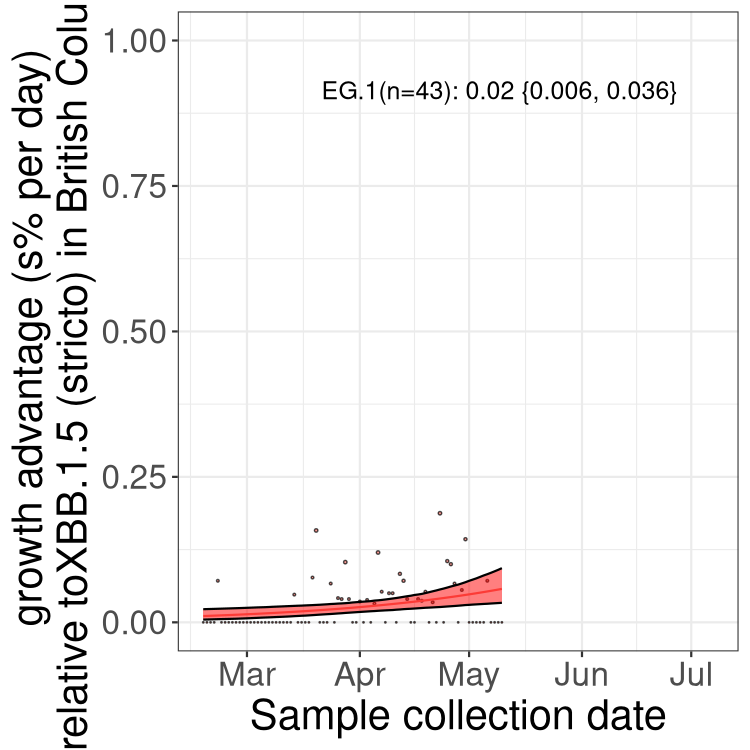 growth advantage (s% per day)
relative toXBB.1.5 (stricto) in British Colu
1.00
0.75
0.50
0.25
0.00
EG.1(n=43): 0.02 {0.006, 0.036}
Mar Apr May Jun Jul
Sample collection date